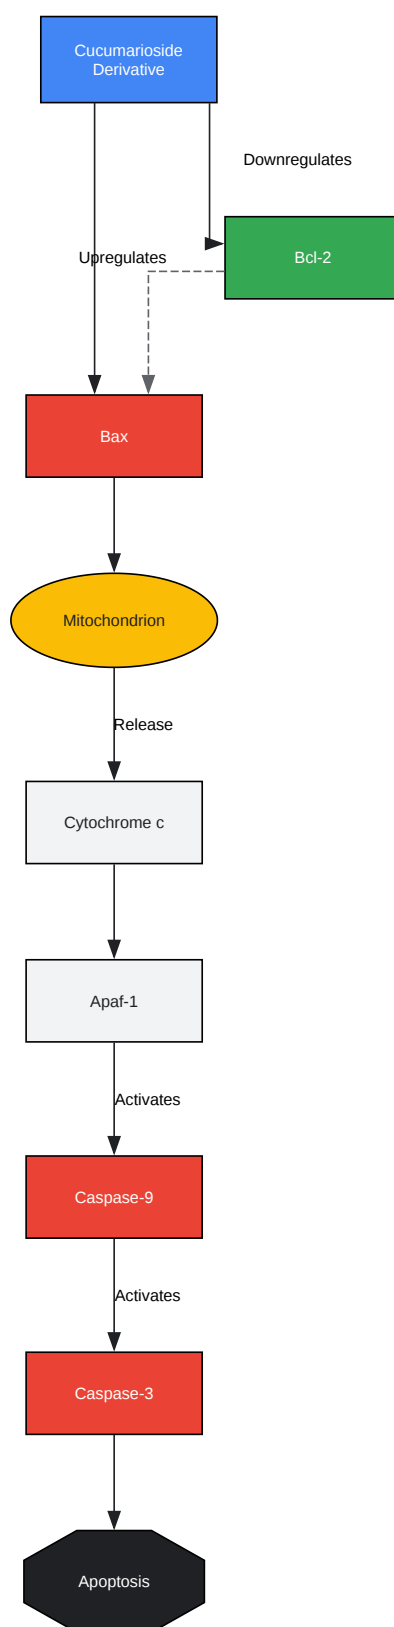 Cucumarioside
Derivative
Downregulates
Upregulates
Bcl-2
Bax
Mitochondrion
Release
Cytochrome c
Apaf-1
Activates
Caspase-9
Activates
Caspase-3
Apoptosis